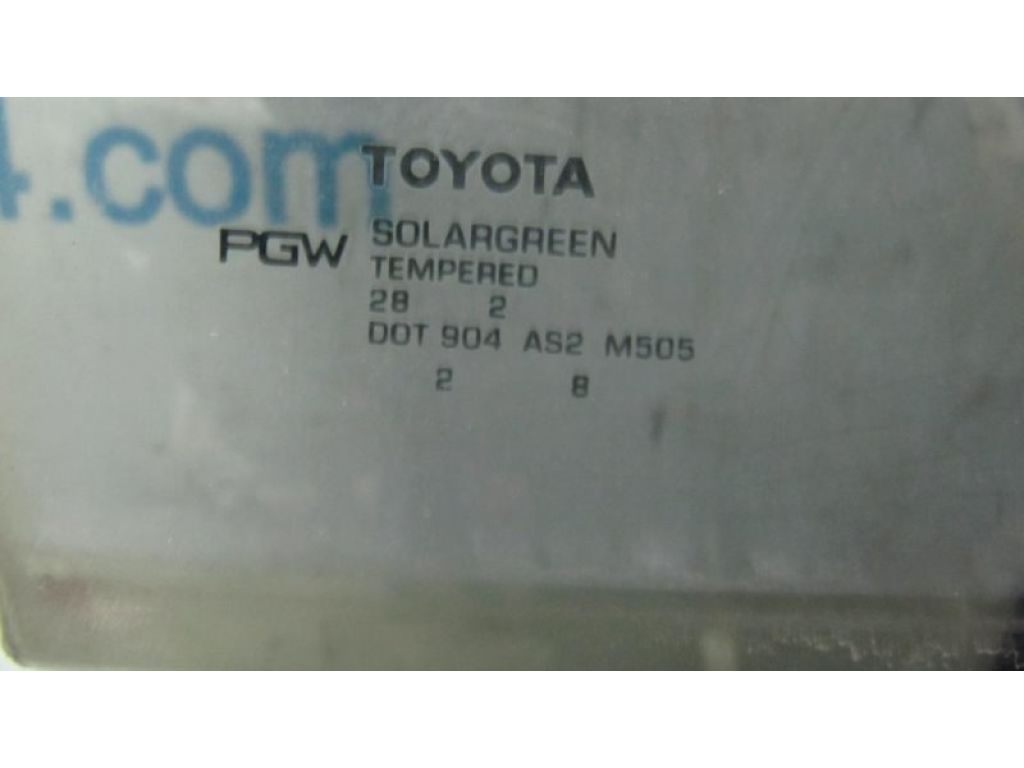 4.com
TOYOTA
PGW SOLARGREEN
TEMPERED
28 2
DOT 904 AS2 M505
2 8